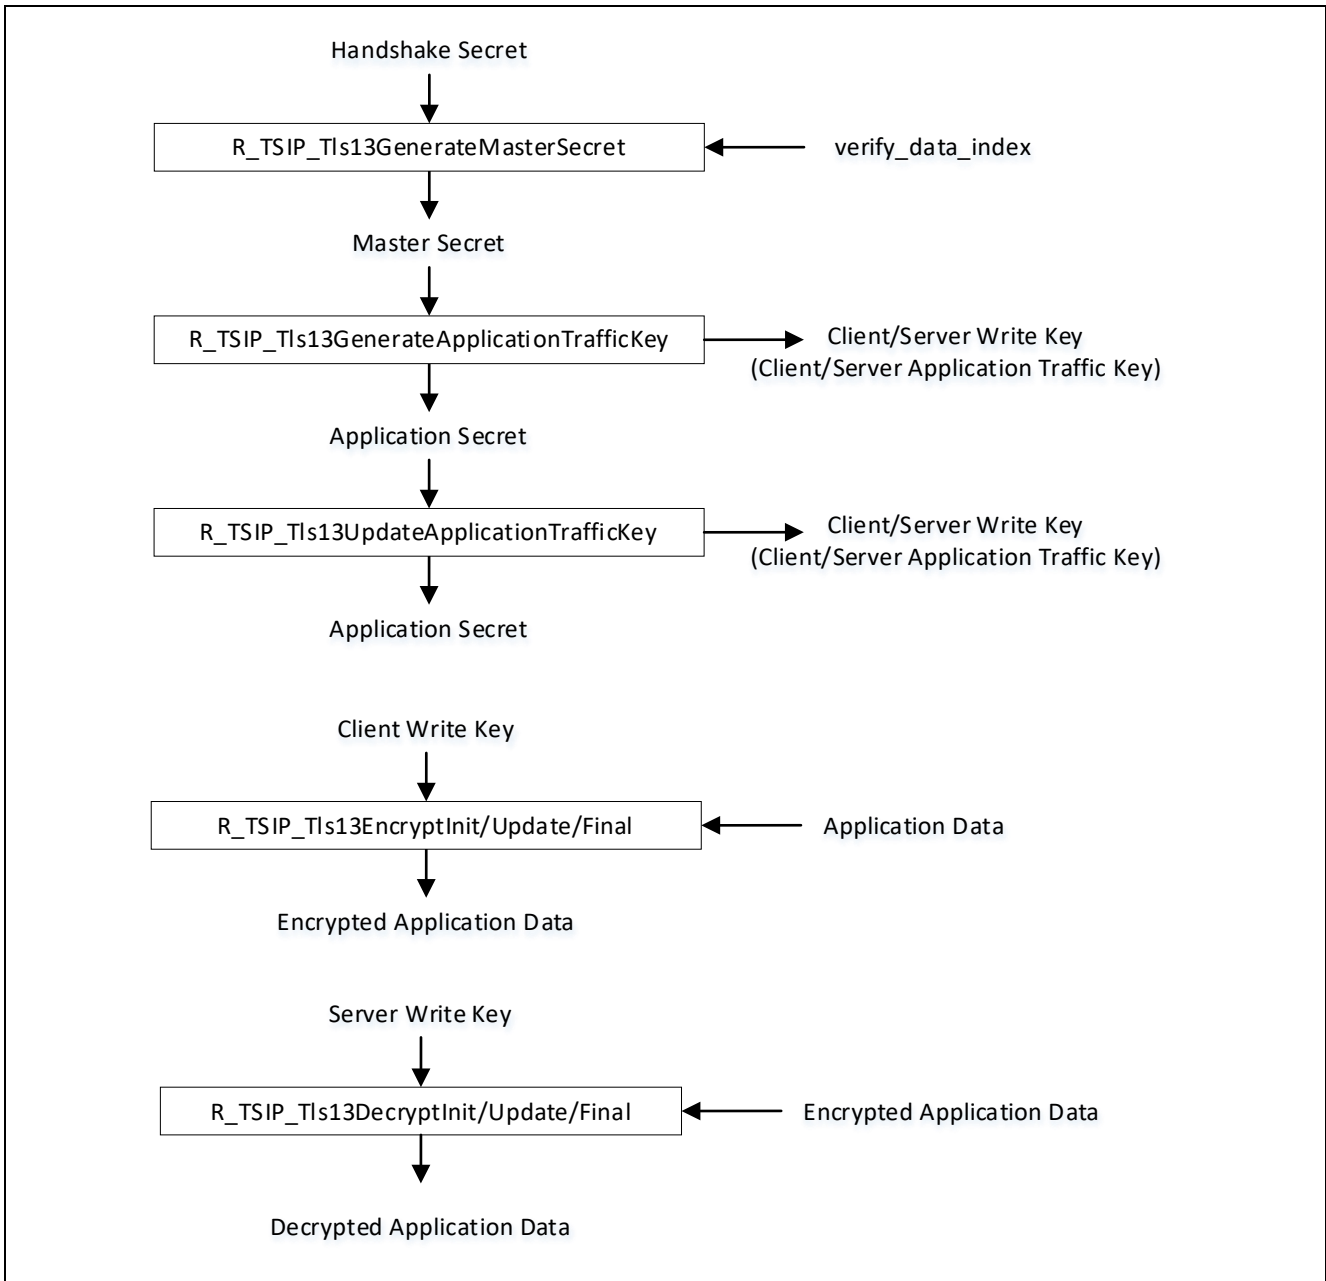 Handshake Secret
R_TSIP_Tls13GenerateMasterSecret
verify_data_index
Master Secret
R_TSIP_Tls13GenerateApplicationTrafficKey
Client/Server Write Key
(Client/Server Application Traffic Key)
Application Secret
R_TSIP_Tls13UpdateApplicationTrafficKey
Client/Server Write Key
(Client/Server Application Traffic Key)
Application Secret
Client Write Key
R_TSIP_Tls13EncryptInit/Update/Final
Application Data
Encrypted Application Data
Server Write Key
R_TSIP_Tls13DecryptInit/Update/Final
Encrypted Application Data
Decrypted Application Data